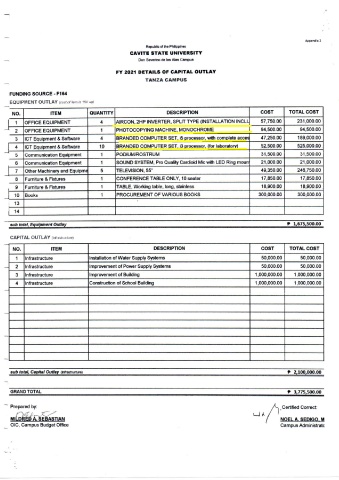 Appendix 2
Republic of the Philippines
CAVITE STATE UNIVERSITY
Don Severino de las Alas Campus
FY 2021 DETAILS OF CAPITAL OUTLAY
TANZA CAMPUS
FUNDING SOURCE - F164
EQUIPMENT OUTLAY
NO. ITEM QUANTITY DESCRIPTION COST TOTAL COST
1 OFFICE EQUIPMENT 4 AIRCON, 2HP INVERTER, SPLIT TYPE (INSTALLATION INCLU 57,750.00 231,000.00
2 OFFICE EQUIPMENT 1 PHOTOCOPYING MACHINE, MONOCHROME 94,500.00 94,500.00
3 ICT Equipment & Software 4 BRANDED COMPUTER SET, 6 processor, with complete acces 47,250.00 189,000.00
4 ICT Equipment & Software 10 BRANDED COMPUTER SET, 6 processor, (for laboratory) 52,500.00 525,000.00
5 Communication Equipment 1 PODIUM/ROSTRUM 31,500.00 31,500.00
6 Communication Equipment 1 SOUND SYSTEM, Pro Quality Cardioid Mic with LED Ring 21,000.00 21,000.00
7 Other Machinery and Equipme 5 TELEVISION, 55" 49,350.00 246,750.00
8 Furniture & Fixtures 1 CONFERENCE TABLE ONLY, 10 seater 17,850.00 17,850.00
9 Furniture & Fixtures 1 TABLE, Working table, long, stainless 18,900.00 18,900.00
10 Books 1 PROCUREMENT OF VARIOUS BOOKS 300,000.00 300,000.00
13
14
sub total, Equipment Outlay ₱ 1,675,500.00
CAPITAL OUTLAY
NO. ITEM DESCRIPTION COST TOTAL COST
1 Infrastructure Installation of Water Supply Systems 50,000.00 50,000.00
2 Infrastructure Improvement of Power Supply Systems 50,000.00 50,000.00
3 Infrastructure Improvement of Building 1,000,000.00 1,000,000.00
4 Infrastructure Construction of School Building 1,000,000.00 1,000,000.00
sub total, Capital Outlay (infrastructure) ₱ 2,100,000.00
GRAND TOTAL ₱ 3,775,500.00
Prepared by: Certified Correct
MILDRED A. SEBASTIAN NOEL A. SEDIGO, M
OIC, Campus Budget Office Campus Administrato